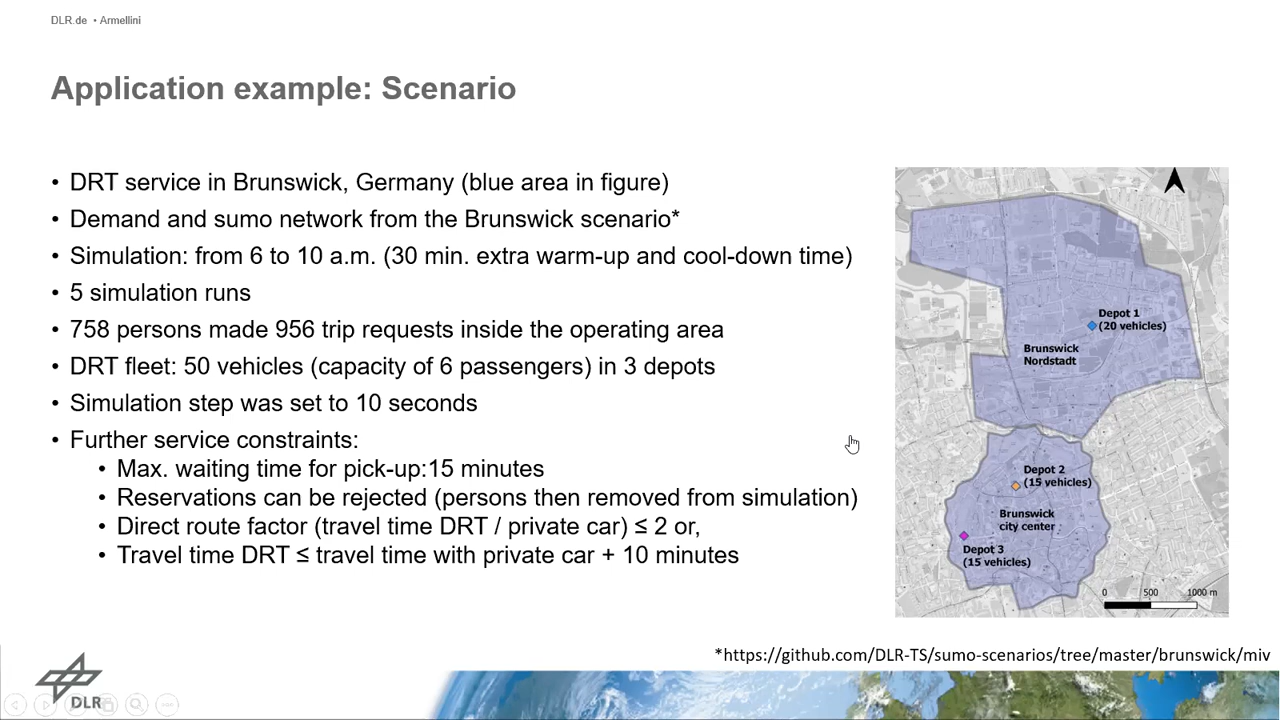 DLR.de • Armellini
Application example: Scenario
• DRT service in Brunswick, Germany (blue area in figure)
• Demand and sumo network from the Brunswick scenario*
• Simulation: from 6 to 10 a.m. (30 min. extra warm-up and cool-down time)
• 5 simulation runs
• 758 persons made 956 trip requests inside the operating area
• DRT fleet: 50 vehicles (capacity of 6 passengers) in 3 depots
• Simulation step was set to 10 seconds
• Further service constraints:
• Max. waiting time for pick-up:15 minutes
• Reservations can be rejected (persons then removed from simulation)
• Direct route factor (travel time DRT / private car) ≤ 2 or,
• Travel time DRT ≤ travel time with private car + 10 minutes
Depot 1
(20 vehicles)
Brunswick
Nordstadt
Depot 2
(15 vehicles)
Brunswick
city center
Depot 3
(15 vehicles)
0 500 1000 m
*https://github.com/DLR-TS/sumo-scenarios/tree/master/brunswick/miv
DLR